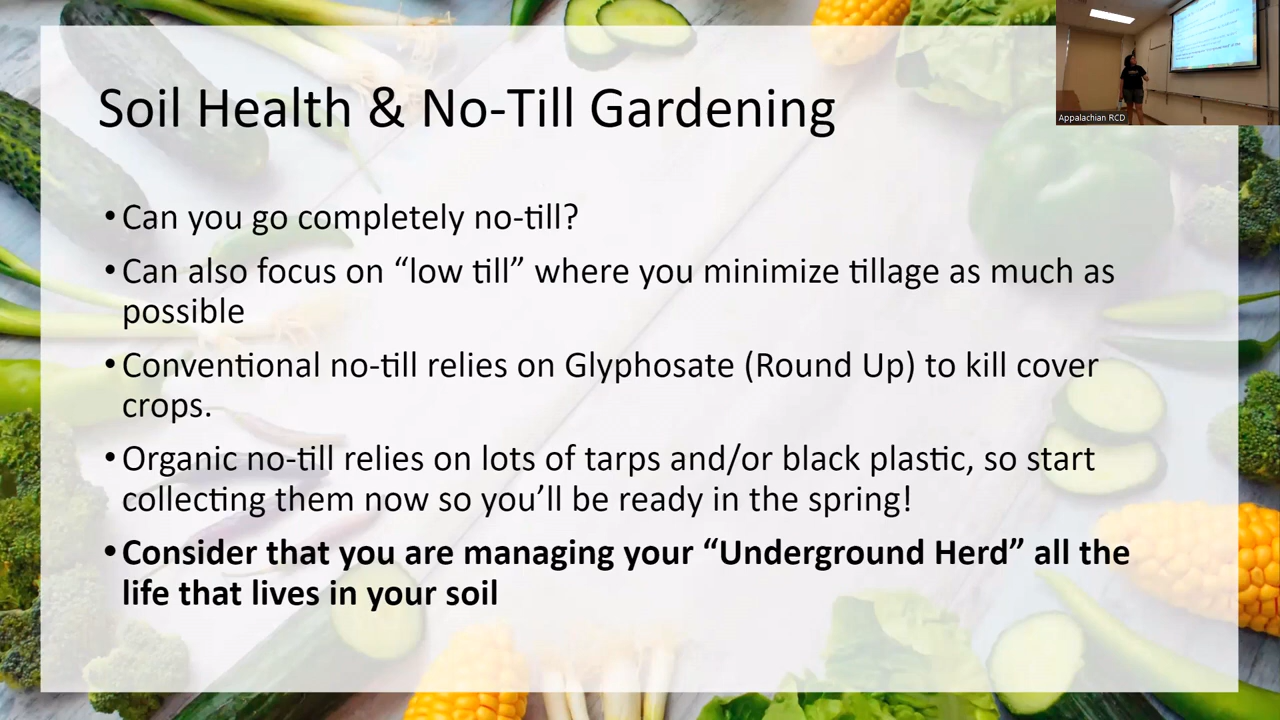 Soil Health & No-Till Gardening
Appalachian RCD
•Can you go completely no-till?
•Can also focus on “low till” where you minimize tillage as much as
possible
•Conventional no-till relies on Glyphosate (Round Up) to kill cover
crops.
•Organic no-till relies on lots of tarps and/or black plastic, so start
collecting them now so you’ll be ready in the spring!
•Consider that you are managing your “Underground Herd” all the
life that lives in your soil